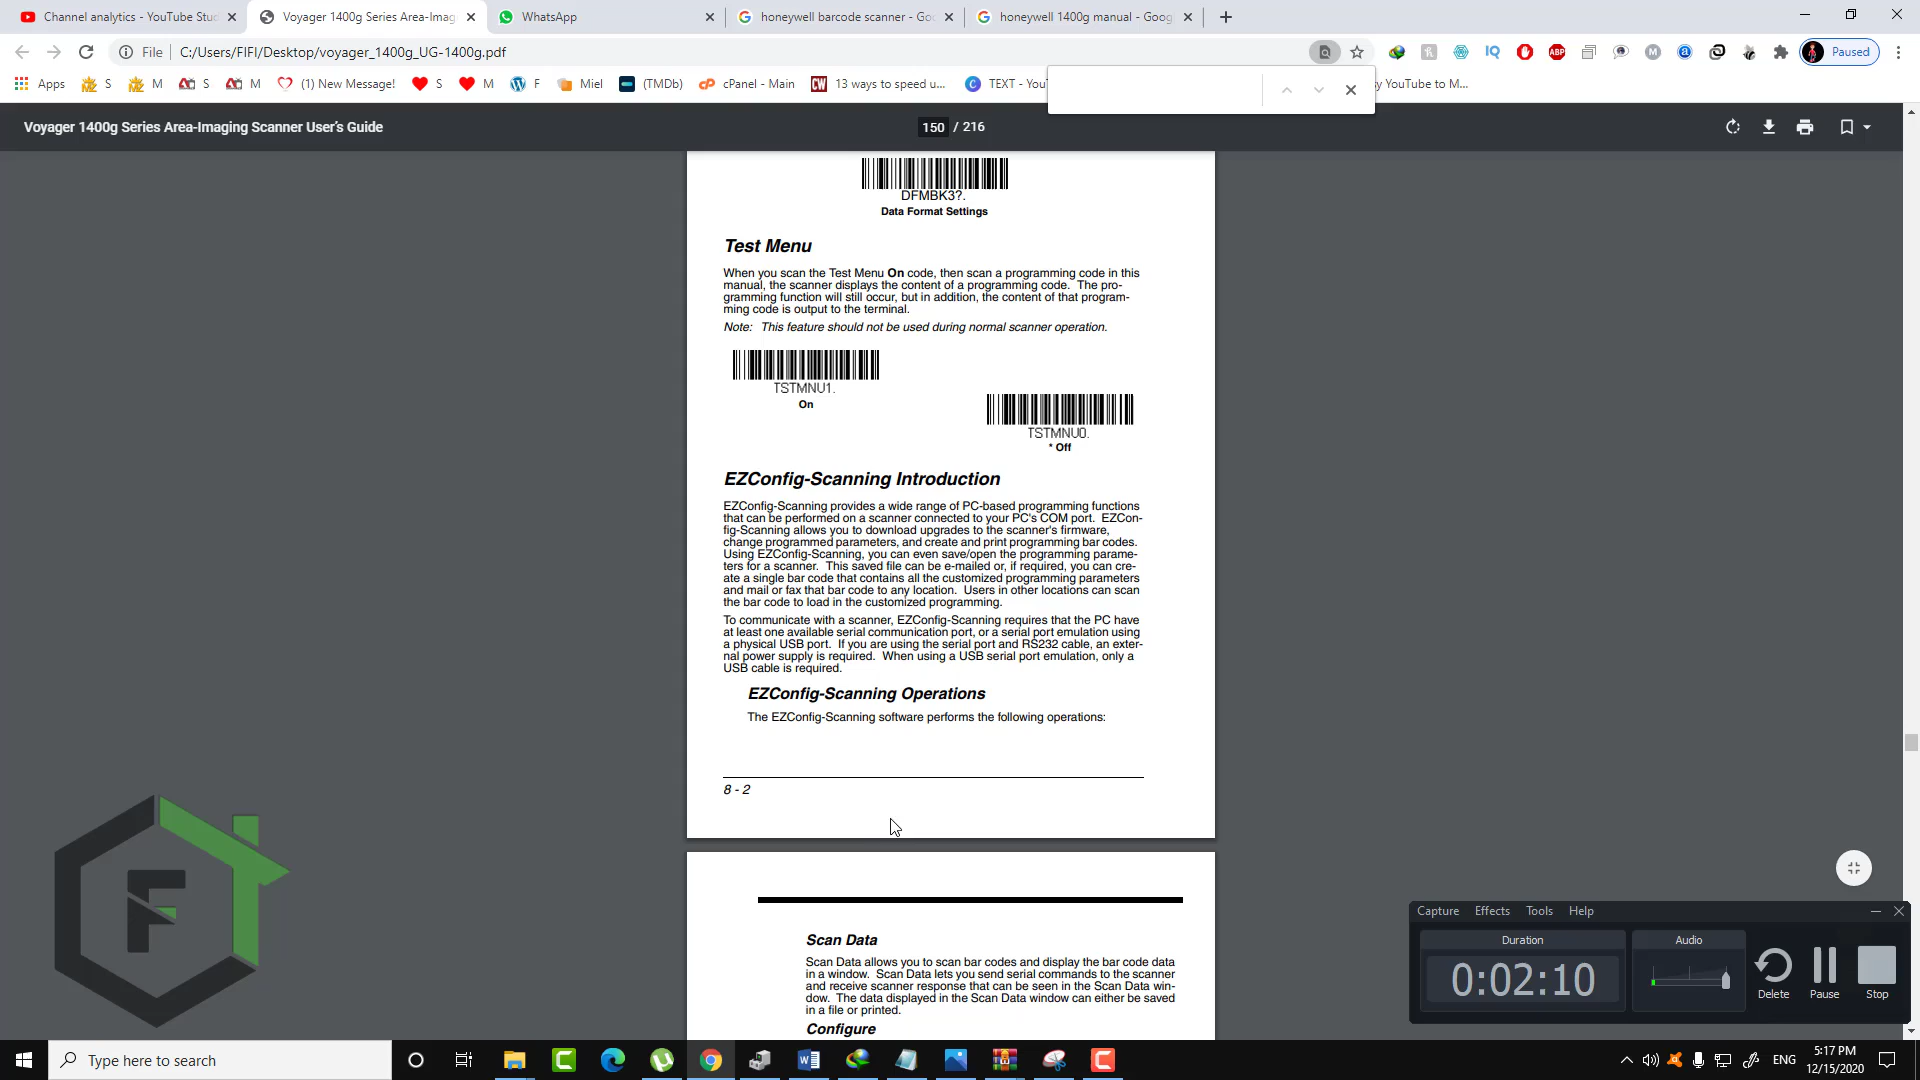 Channel analytics - YouTube Stu
Voyager 1400g Series Area-Imag
WhatsApp
honeywell barcode scanner - Goo
honeywell 1400g manual - Goog
File
C:/Users/FIFI/Desktop/voyager_1400g_UG-1400g.pdf
Paused
Apps
S
M
S
M
(1) New Message!
S
M
F
Miel
(TMDb)
cPanel - Main
13 ways to speed u...
TEXT - You
sy YouTube to M...
Voyager 1400g Series Area-Imaging Scanner User's Guide
150 / 216
DFMBK3?.
Data Format Settings
Test Menu
When you scan the Test Menu On code, then scan a programming code in this
manual, the scanner displays the content of a programming code. The pro-
gramming function will still occur, but in addition, the content of that program-
ming code is output to the terminal.
Note: This feature should not be used during normal scanner operation.
TSTMNU1.
On
TSTMNU0.
* Off
EZConfig-Scanning Introduction
EZConfig-Scanning provides a wide range of PC-based programming functions
that can be performed on a scanner connected to your PC's COM port. EZCon-
fig-Scanning allows you to download upgrades to the scanner's firmware,
change programmed parameters, and create and print programming bar codes.
Using EZConfig-Scanning, you can even save/open the programming parame-
ters for a scanner. This saved file can be e-mailed or, if required, you can cre-
ate a single bar code that contains all the customized programming parameters
and mail or fax that bar code to any location. Users in other locations can scan
the bar code to load in the customized programming.
To communicate with a scanner, EZConfig-Scanning requires that the PC have
at least one available serial communication port, or a serial port emulation using
a physical USB port. If you are using the serial port and RS232 cable, an exter-
nal power supply is required. When using a USB serial port emulation, only a
USB cable is required.
EZConfig-Scanning Operations
The EZConfig-Scanning software performs the following operations:
8 - 2
Scan Data
Scan Data allows you to scan bar codes and display the bar code data
in a window. Scan Data lets you send serial commands to the scanner
and receive scanner response that can be seen in the Scan Data win-
dow. The data displayed in the Scan Data window can either be saved
in a file or printed.
Configure
F
Capture
Effects
Tools
Help
Duration
0:02:10
Audio
Delete
Pause
Stop
Type here to search
ENG
5:17 PM
12/15/2020